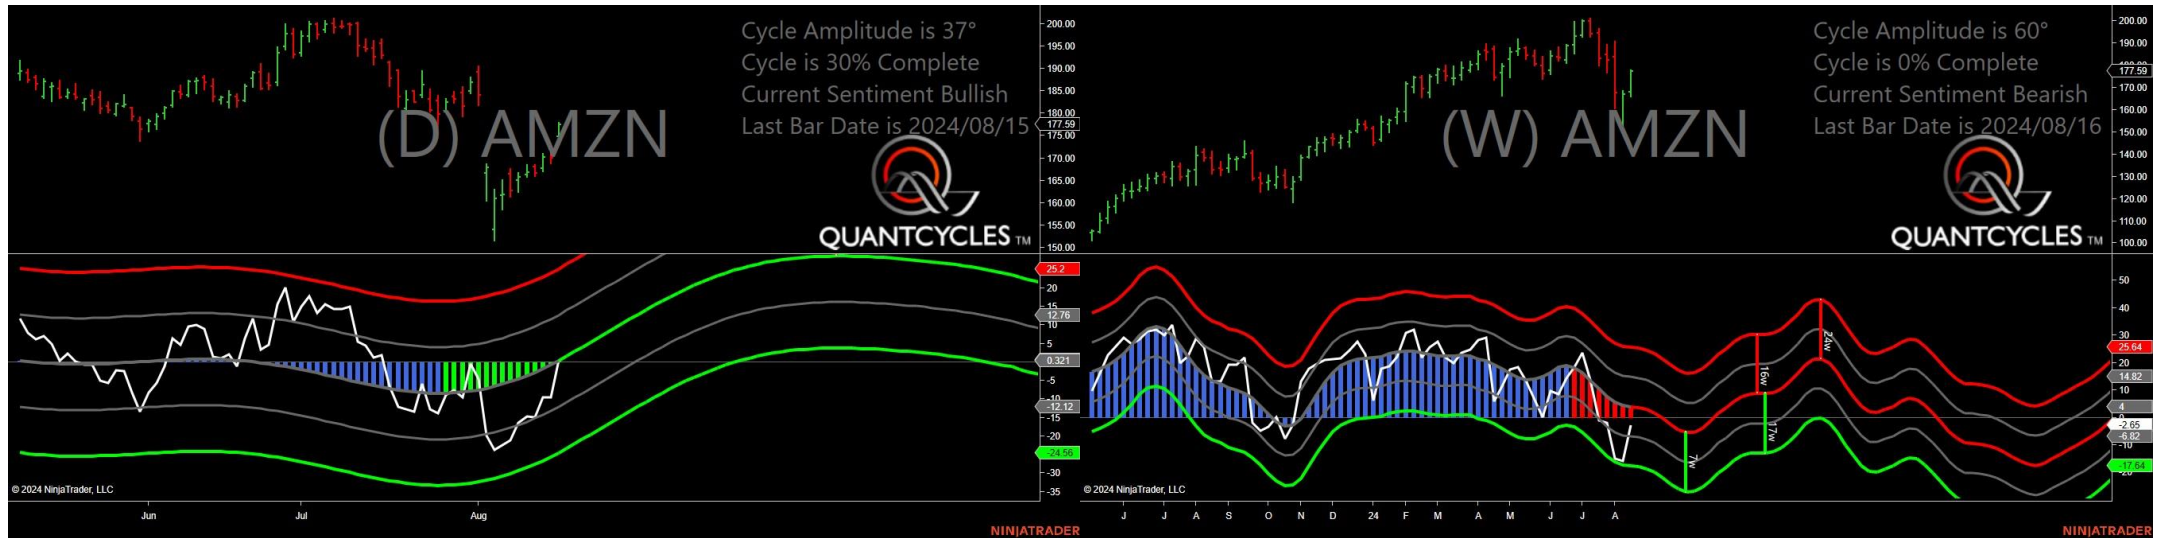 Cycle Amplitude is 37°
Cycle is 30% Complete
Current Sentiment Bullish
Last Bar Date is 2024/08/15
(D) AMZN
QUANTCYCLES TM
200.00
195.00
190.00
185.00
180.00
177.59
175.00
170.00
165.00
160.00
155.00
150.00
25.2
20
15
12.76
10
5
0.321
-5
-10
-12.12
-15
-20
-24.56
-30
-35
© 2024 NinjaTrader, LLC
Jun
Jul
Aug
NINJATRADER
Cycle Amplitude is 60°
Cycle is 0% Complete
Current Sentiment Bearish
Last Bar Date is 2024/08/16
(W) AMZN
QUANTCYCLES TM
200.00
190.00
180.00
177.59
170.00
160.00
150.00
140.00
130.00
120.00
110.00
100.00
50
40
30
25.64
20
14.82
10
4
-2.65
-6.82
-10
-17.64
7w
16w
17w
24w
© 2024 NinjaTrader, LLC
J
J
A
S
O
N
D
24
F
M
A
M
J
J
A
NINJATRADER